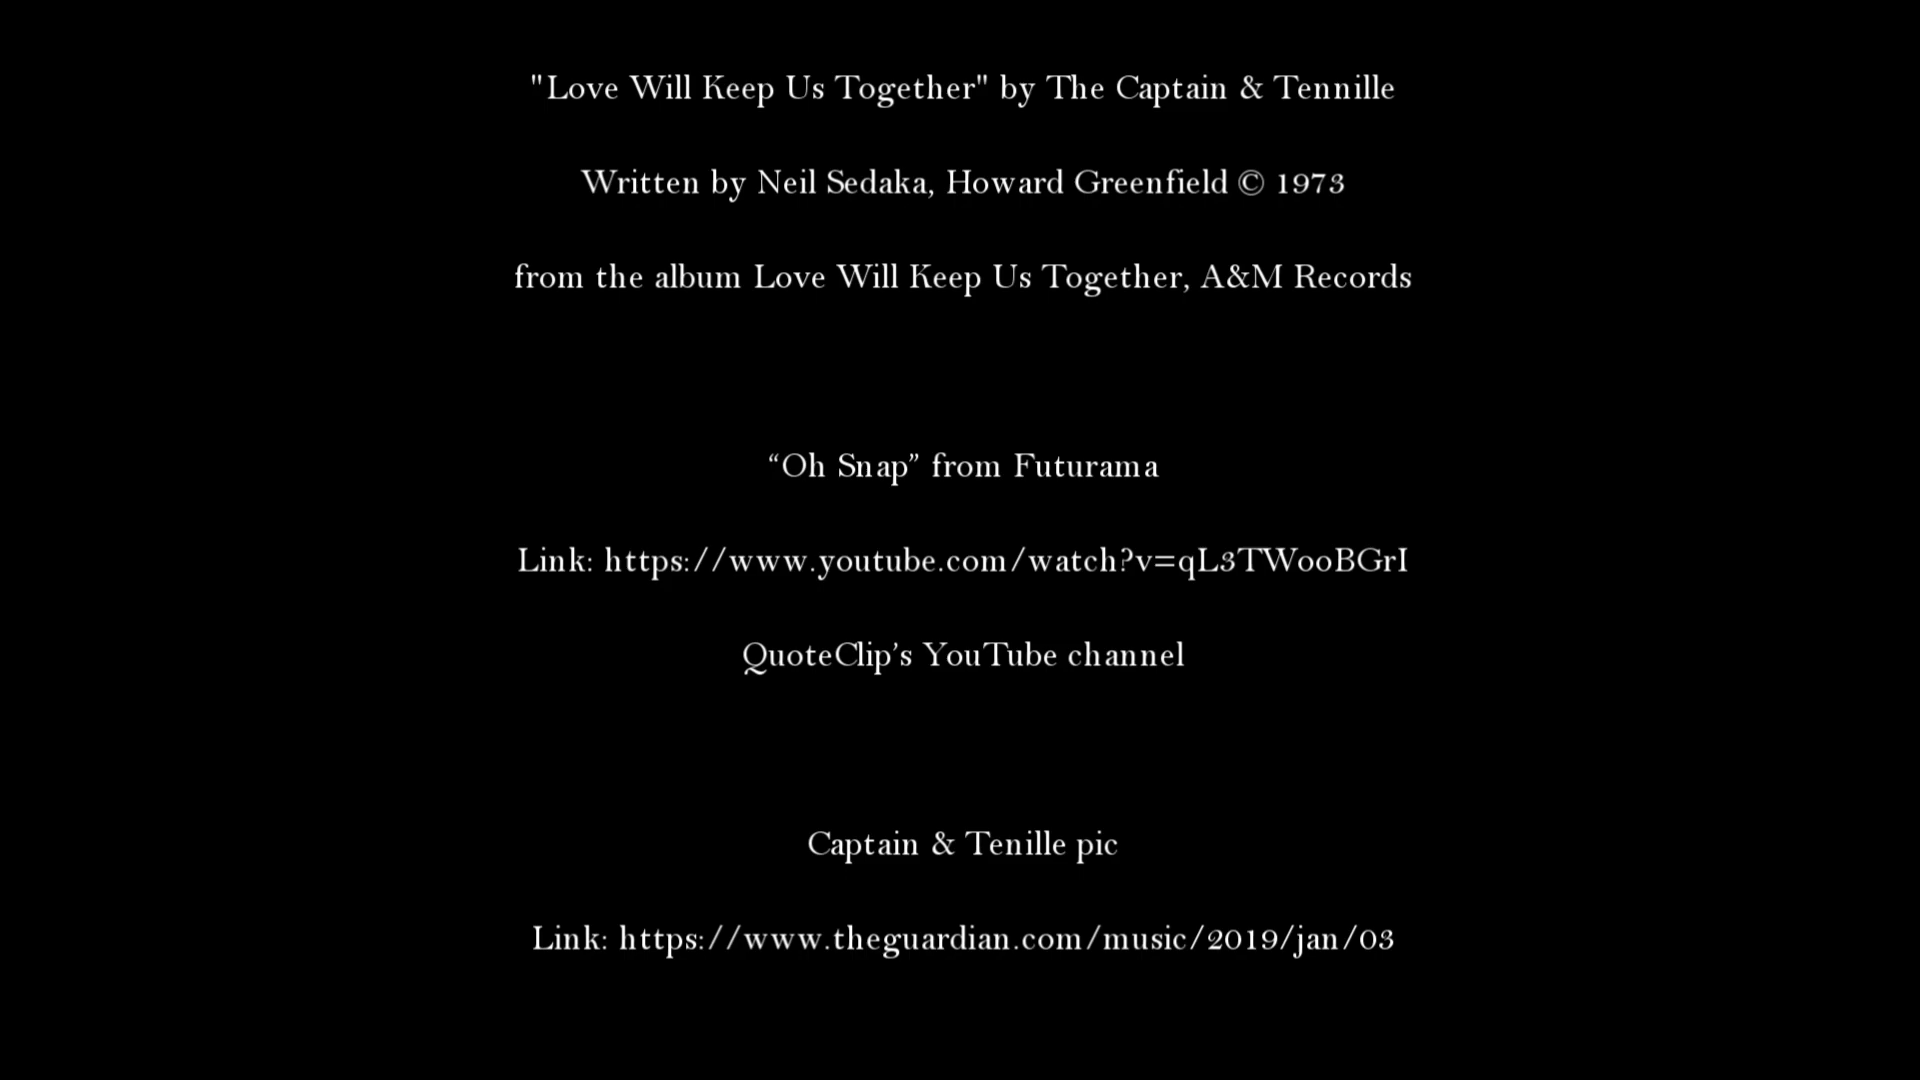 "Love Will Keep Us Together" by The Captain & Tennille
Written by Neil Sedaka, Howard Greenfield © 1973
from the album Love Will Keep Us Together, A&M Records
“Oh Snap” from Futurama
Link: https://www.youtube.com/watch?v=qL3TWooBGrI
QuoteClip’s YouTube channel
Captain & Tenille pic
Link: https://www.theguardian.com/music/2019/jan/03